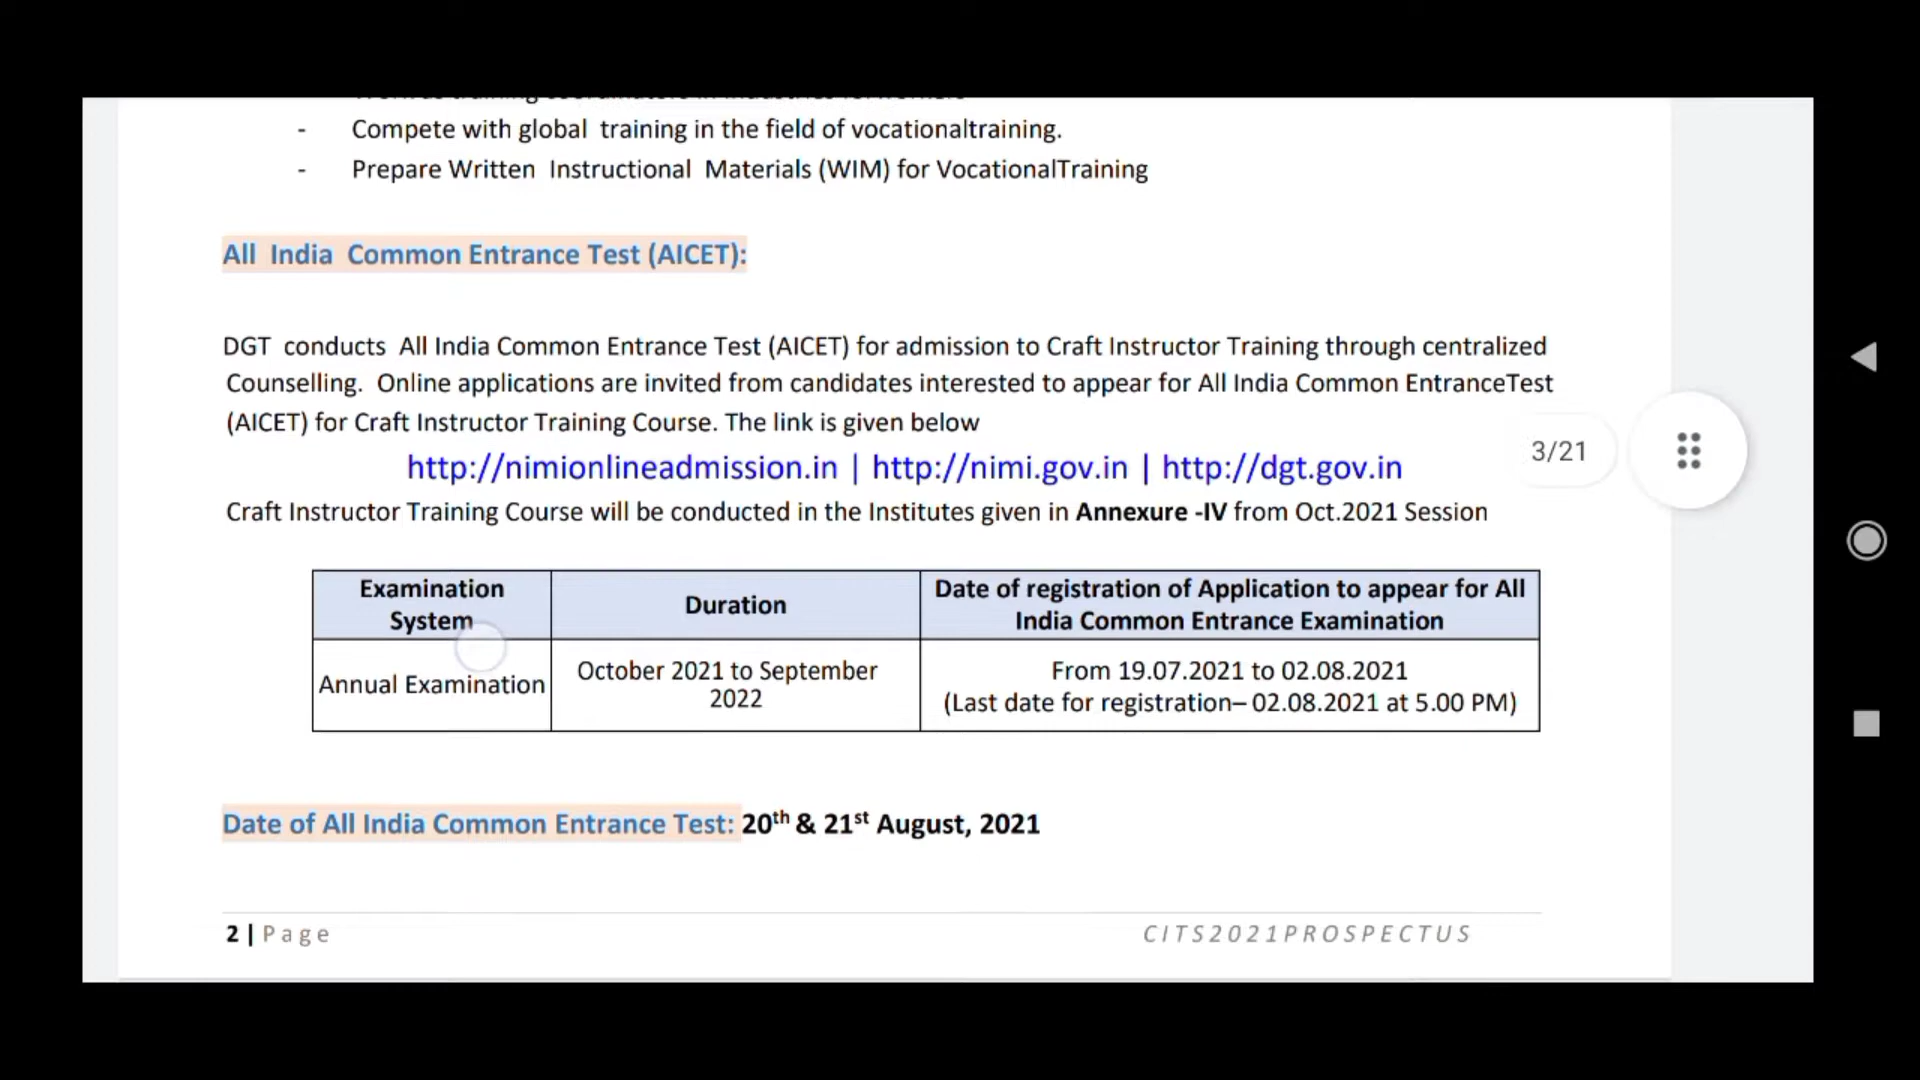 - Compete with global training in the field of vocationaltraining.
- Prepare Written Instructional Materials (WIM) for VocationalTraining
All India Common Entrance Test (AICET):
DGT conducts All India Common Entrance Test (AICET) for admission to Craft Instructor Training through centralized
Counselling. Online applications are invited from candidates interested to appear for All India Common EntranceTest
(AICET) for Craft Instructor Training Course. The link is given below
http://nimionlineadmission.in | http://nimi.gov.in | http://dgt.gov.in
3/21
Craft Instructor Training Course will be conducted in the Institutes given in Annexure -IV from Oct.2021 Session
Examination
System
Duration
Date of registration of Application to appear for All
India Common Entrance Examination
Annual Examination
October 2021 to September
2022
From 19.07.2021 to 02.08.2021
(Last date for registration– 02.08.2021 at 5.00 PM)
Date of All India Common Entrance Test: 20th & 21st August, 2021
2 | Page
CITS2021PROSPECTUS